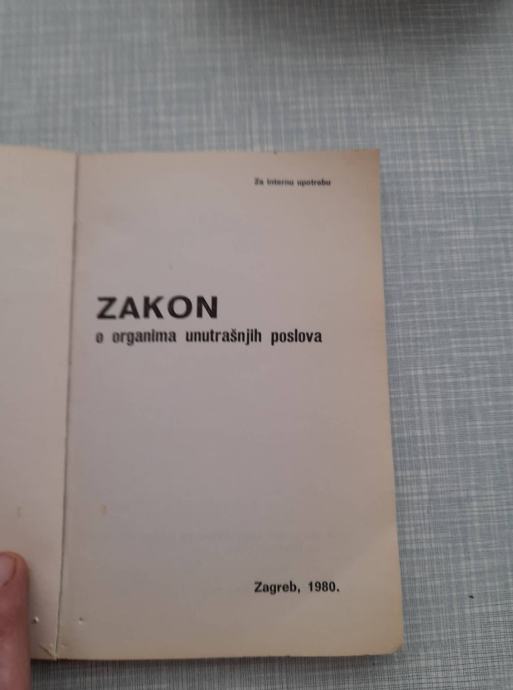 Za internu upotrebu
ZAKON
o organima unutrašnjih poslova
Zagreb, 1980.